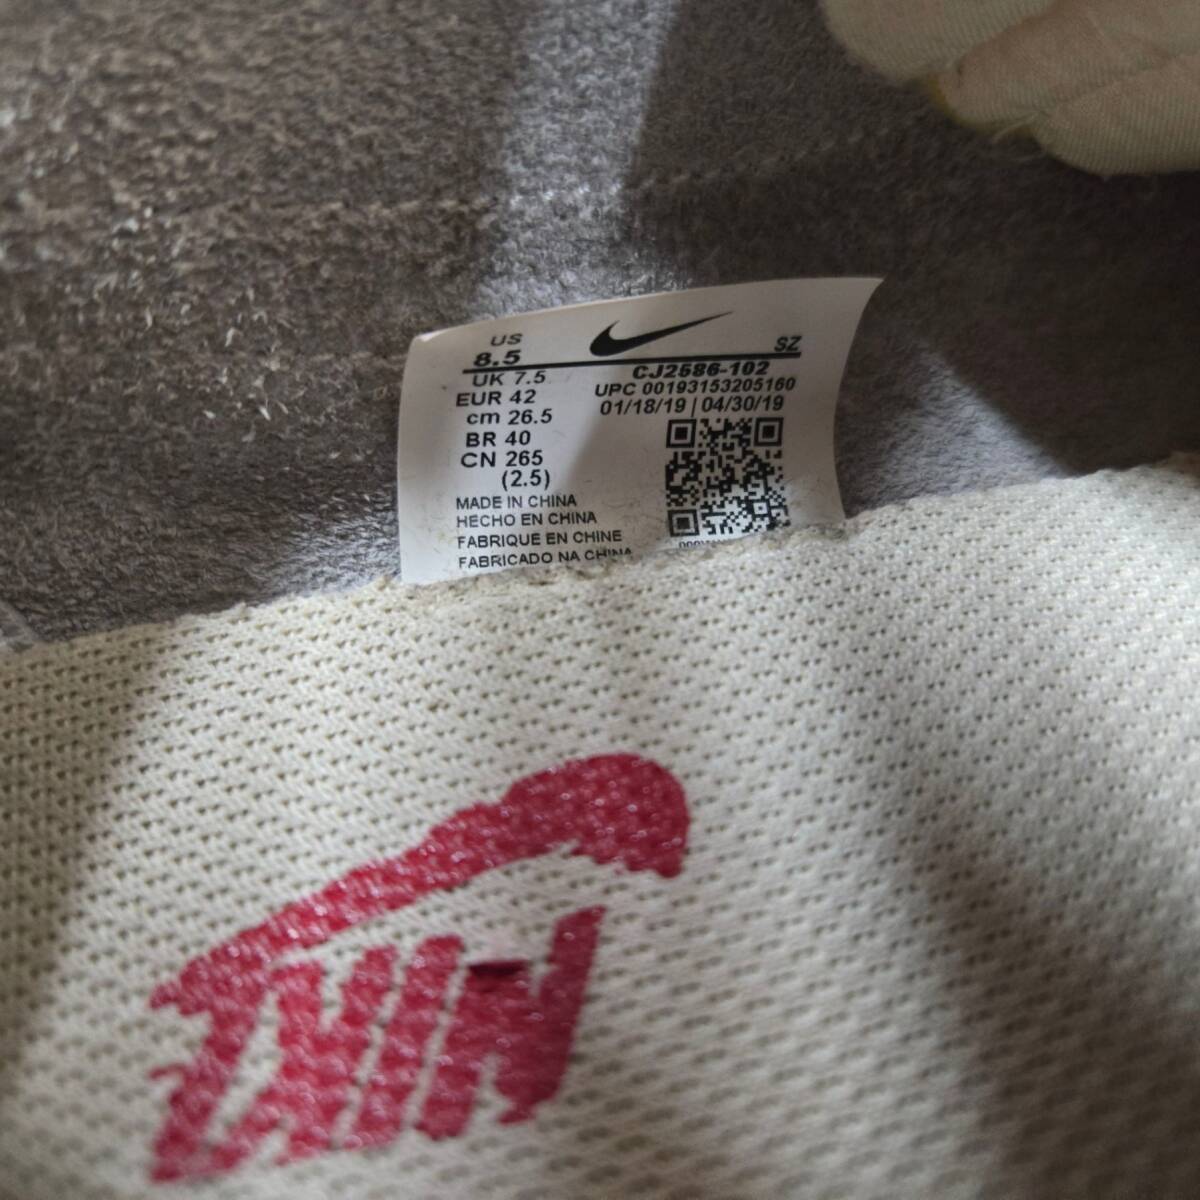 US
8.5
SZ
UK 7.5
CJ2586-102
EUR 42
UPC 00193153205160
cm 26.5
01/18/19 | 04/30/19
BR 40
CN 265
(2.5)
MADE IN CHINA
HECHO EN CHINA
FABRIQUE EN CHINE
FABRICADO NA CHINA
NIKE